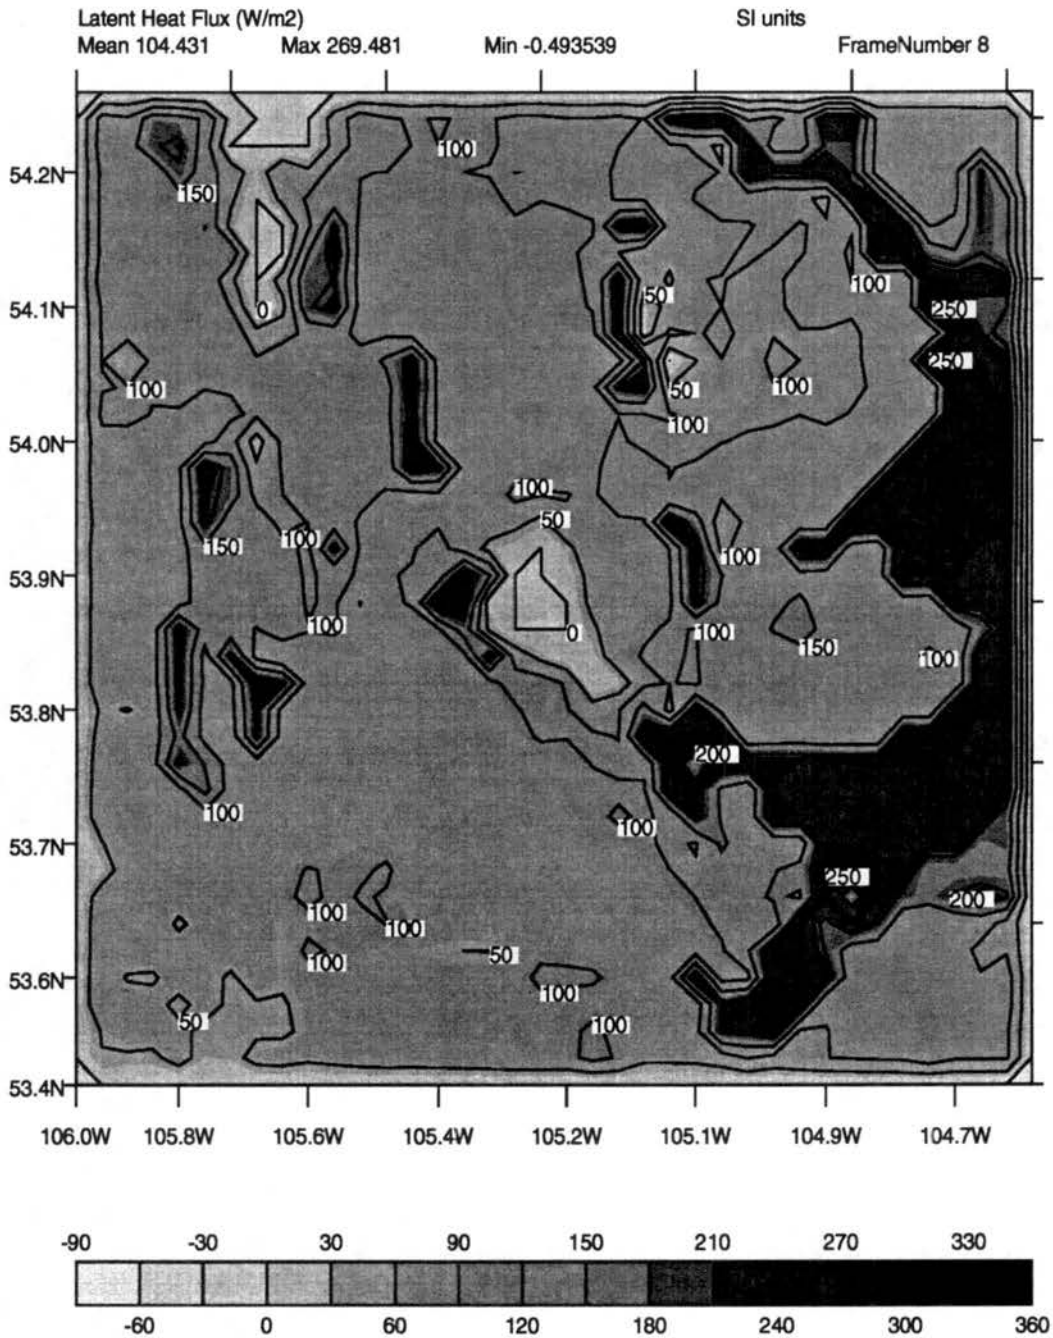 Latent Heat Flux (W/m2) SI units
Mean 104.431 Max 269.481 Min -0.493539 FrameNumber 8
100
54.2N
150
100
50
0
250
54.1N
250
100
50
100
100
54.0N
100
50
100
150
100
53.9N
100
100
0
150
100
53.8N
200
100
100
53.7N
250
100
200
100
50
100
53.6N
100
50
100
53.4N
106.0W 105.8W 105.6W 105.4W 105.2W 105.1W 104.9W 104.7W
-90 -30 30 90 150 210 270 330
-60 0 60 120 180 240 300 360